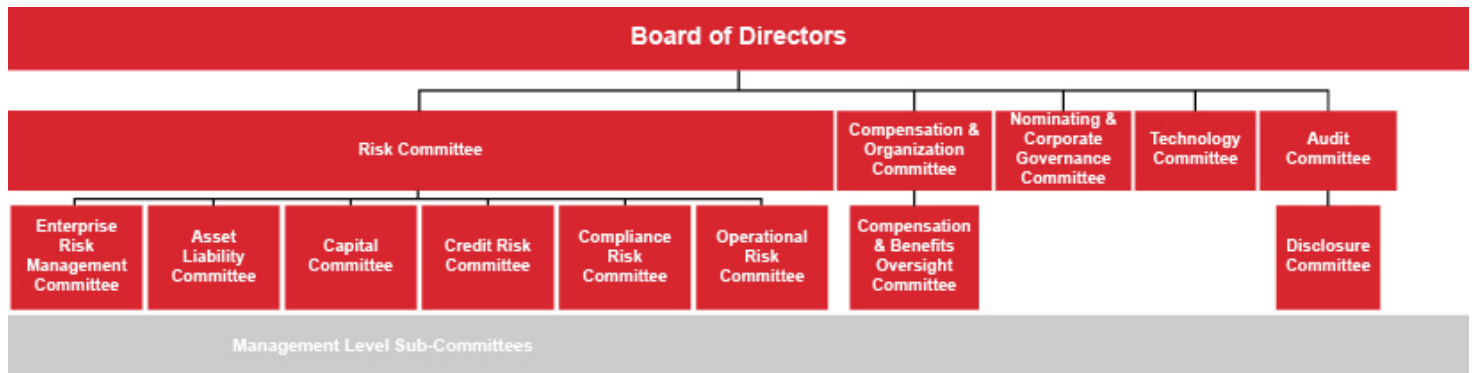 Board of Directors
Risk Committee
Compensation &
Organization
Committee
Nominating &
Corporate
Governance
Committee
Technology
Committee
Audit
Committee
Enterprise
Risk
Management
Committee
Asset
Liability
Committee
Capital
Committee
Credit Risk
Committee
Compliance
Risk
Committee
Operational
Risk
Committee
Compensation
& Benefits
Oversight
Committee
Disclosure
Committee
Management Level Sub-Committees